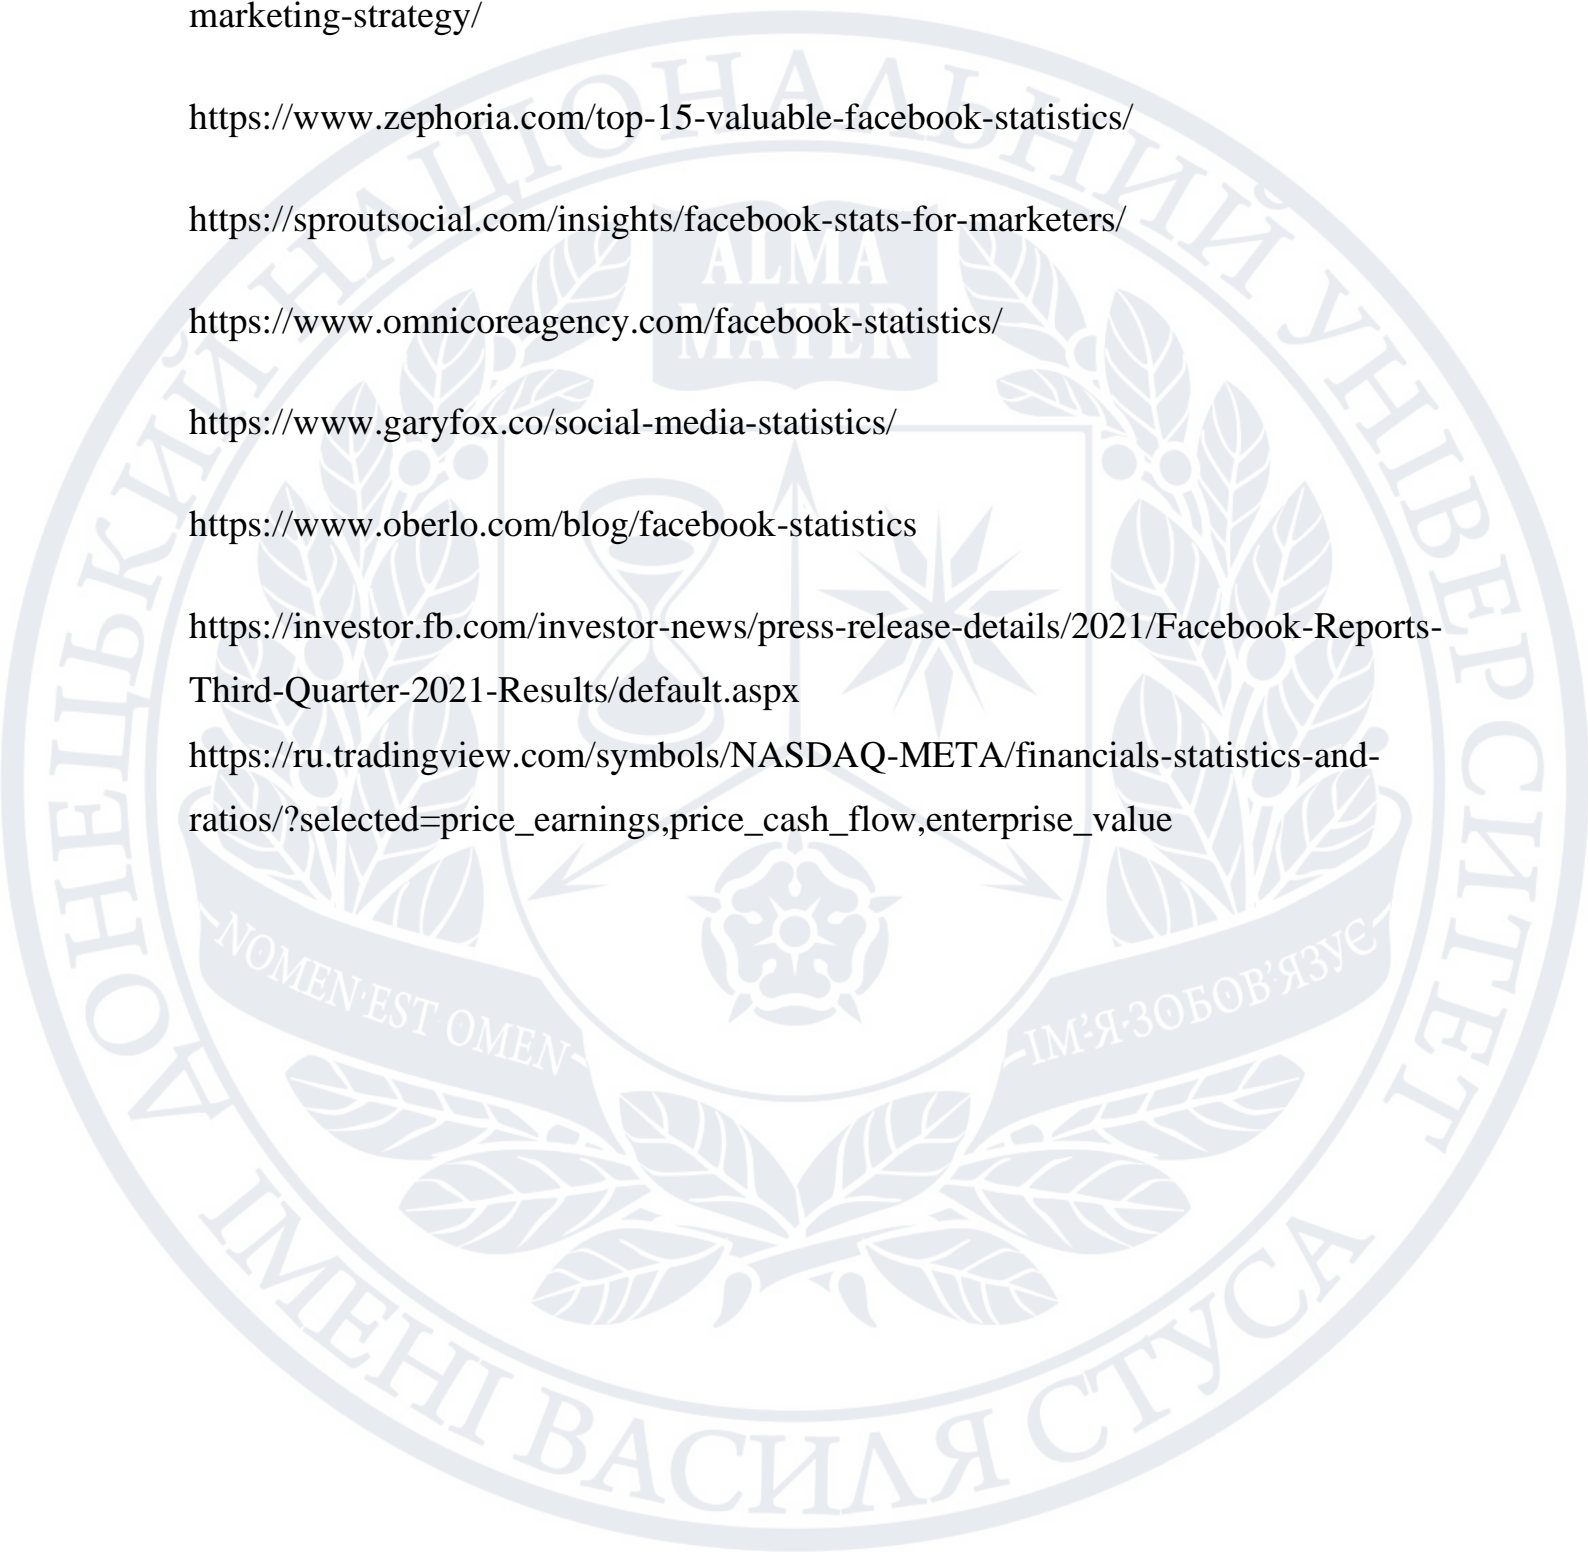 marketing-strategy/
https://www.zephoria.com/top-15-valuable-facebook-statistics/
https://sproutsocial.com/insights/facebook-stats-for-marketers/
https://www.omnicoreagency.com/facebook-statistics/
https://www.garyfox.co/social-media-statistics/
https://www.oberlo.com/blog/facebook-statistics
https://investor.fb.com/investor-news/press-release-details/2021/Facebook-Reports-
Third-Quarter-2021-Results/default.aspx
https://ru.tradingview.com/symbols/NASDAQ-META/financials-statistics-and-
ratios/?selected=price_earnings,price_cash_flow,enterprise_value
ДОНЕЦЬКИЙ НАЦІОНАЛЬНИЙ УНІВЕРСИТЕТ
ІМЕНІ ВАСИЛЯ СТУСА
ALMA
MATER
NOMEN·EST·OMEN
ІМ'Я·ЗОБОВ'ЯЗУЄ